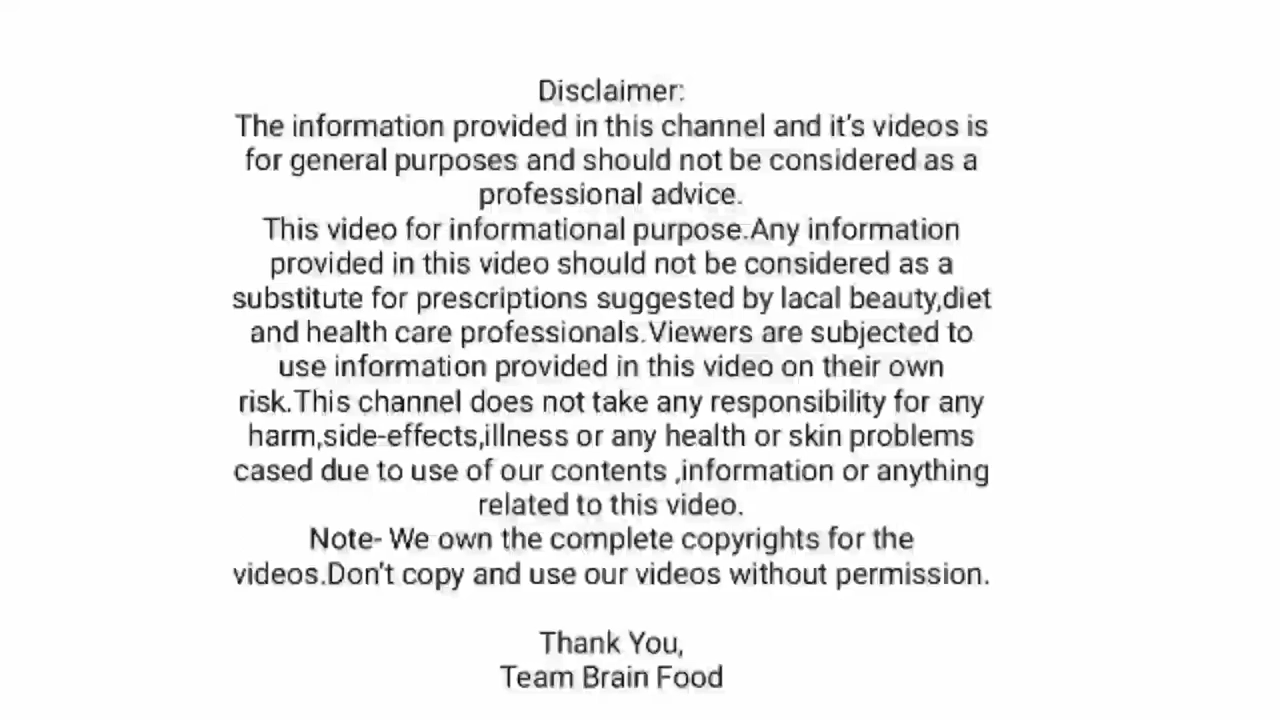 Disclaimer:
The information provided in this channel and it's videos is
for general purposes and should not be considered as a
professional advice.
This video for informational purpose.Any information
provided in this video should not be considered as a
substitute for prescriptions suggested by lacal beauty,diet
and health care professionals.Viewers are subjected to
use information provided in this video on their own
risk.This channel does not take any responsibility for any
harm,side-effects,illness or any health or skin problems
cased due to use of our contents ,information or anything
related to this video.
Note- We own the complete copyrights for the
videos.Don't copy and use our videos without permission.
Thank You,
Team Brain Food